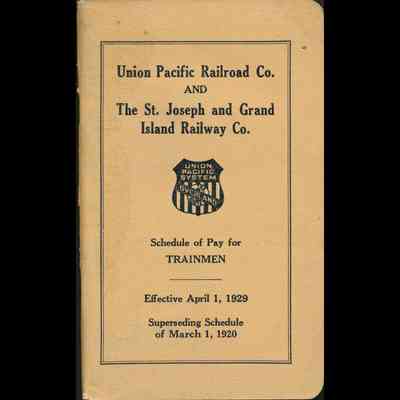 Union Pacific Railroad Co.
AND
The St. Joseph and Grand
Island Railway Co.
UNION
PACIFIC
SYSTEM
OVERLAND
Schedule of Pay for
TRAINMEN
Effective April 1, 1929
Superseding Schedule
of March 1, 1920